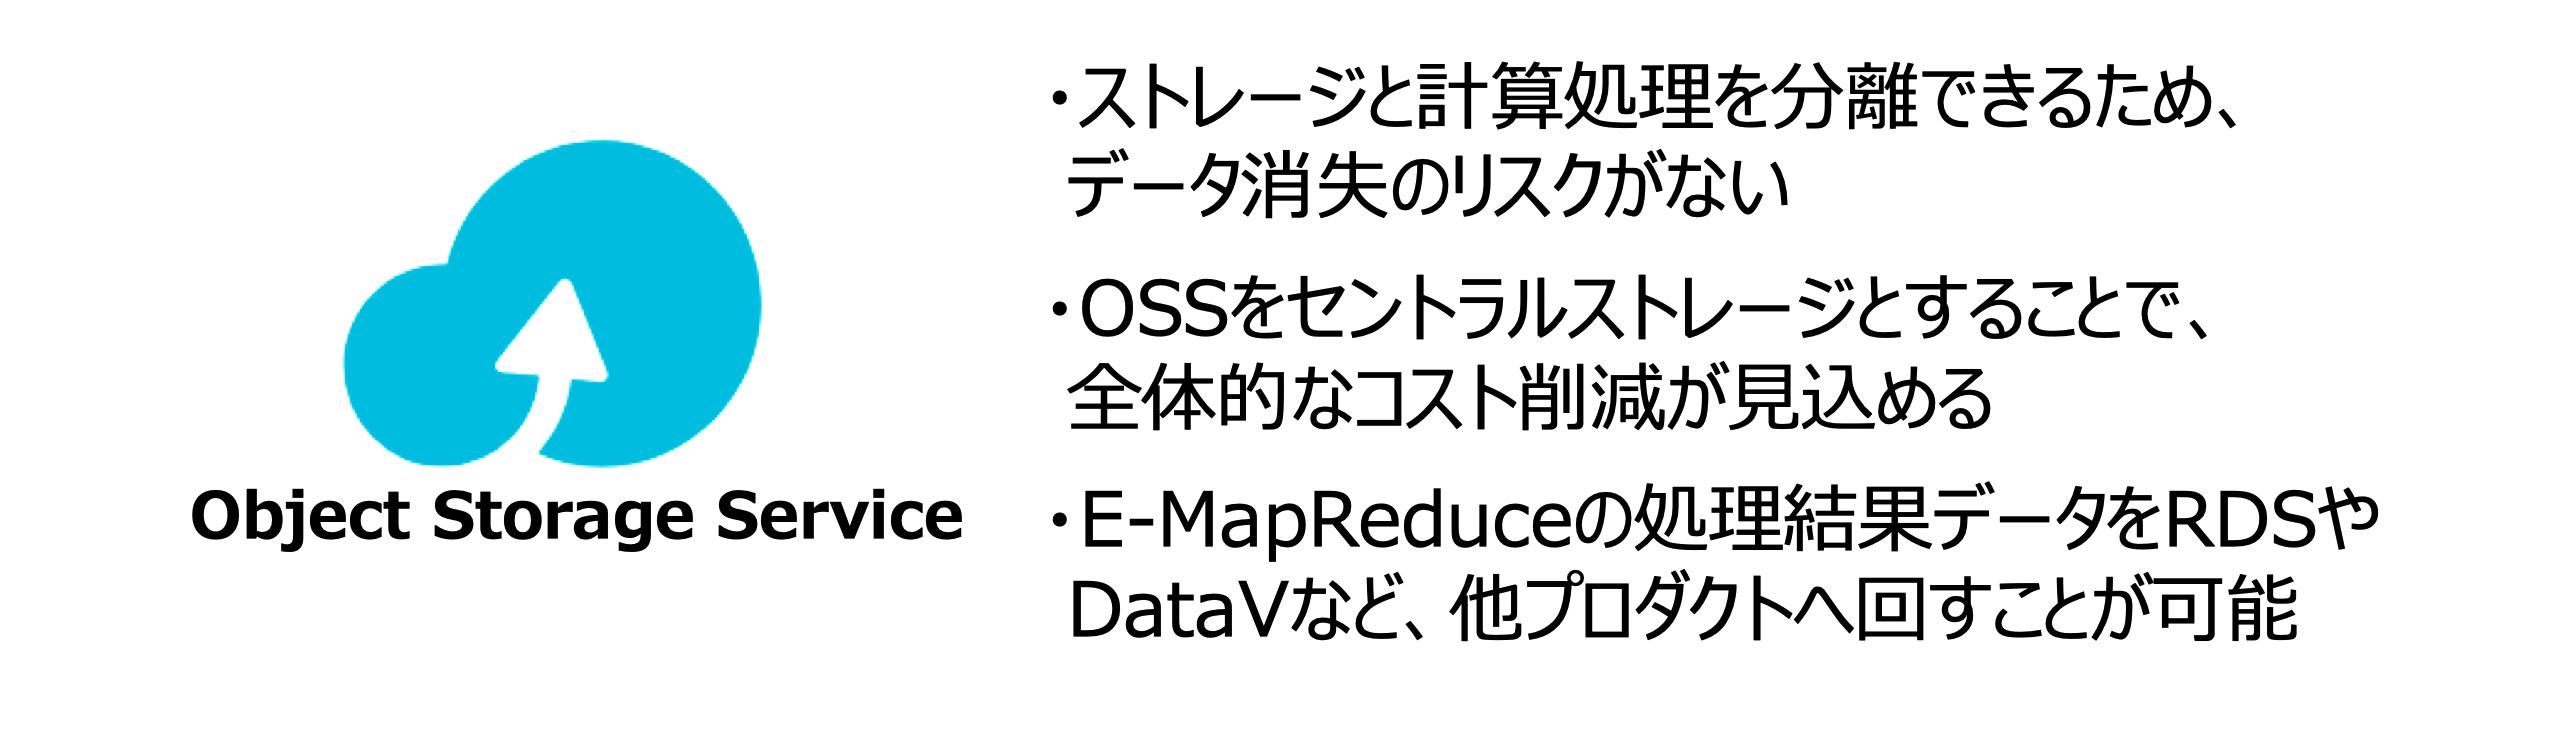 Object Storage Service
・ストレージと計算処理を分離できるため、
データ消失のリスクがない
・OSSをセントラルストレージとすることで、
全体的なコスト削減が見込める
・E-MapReduceの処理結果データをRDSや
DataVなど、他プロダクトへ回すことが可能